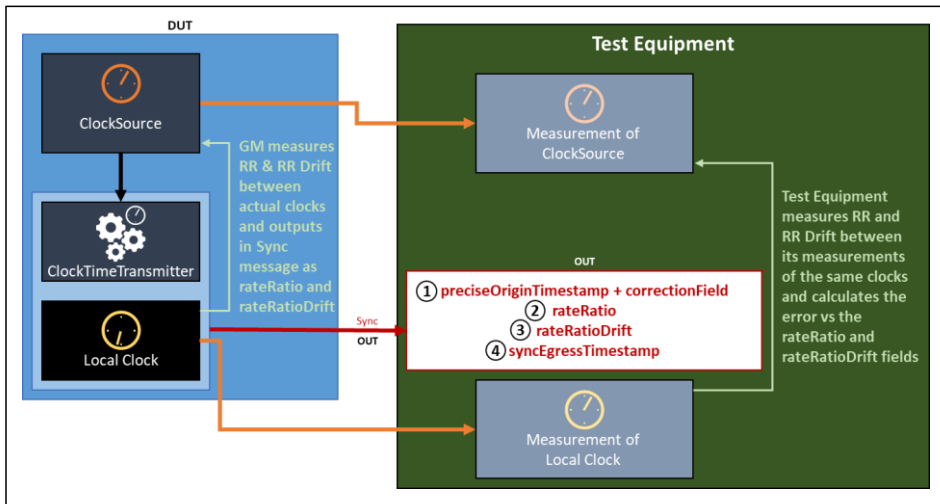 DUT
ClockSource
GM measures
RR & RR Drift
between
actual clocks
and outputs
in Sync
message as
rateRatio and
rateRatioDrift
ClockTimeTransmitter
Local Clock
Sync
OUT
Test Equipment
Measurement of
ClockSource
OUT
1 preciseOriginTimestamp + correctionField
2 rateRatio
3 rateRatioDrift
4 syncEgressTimestamp
Measurement of
Local Clock
Test Equipment
measures RR and
RR Drift between
its measurements
of the same clocks
and calculates the
error vs the
rateRatio and
rateRatioDrift fields